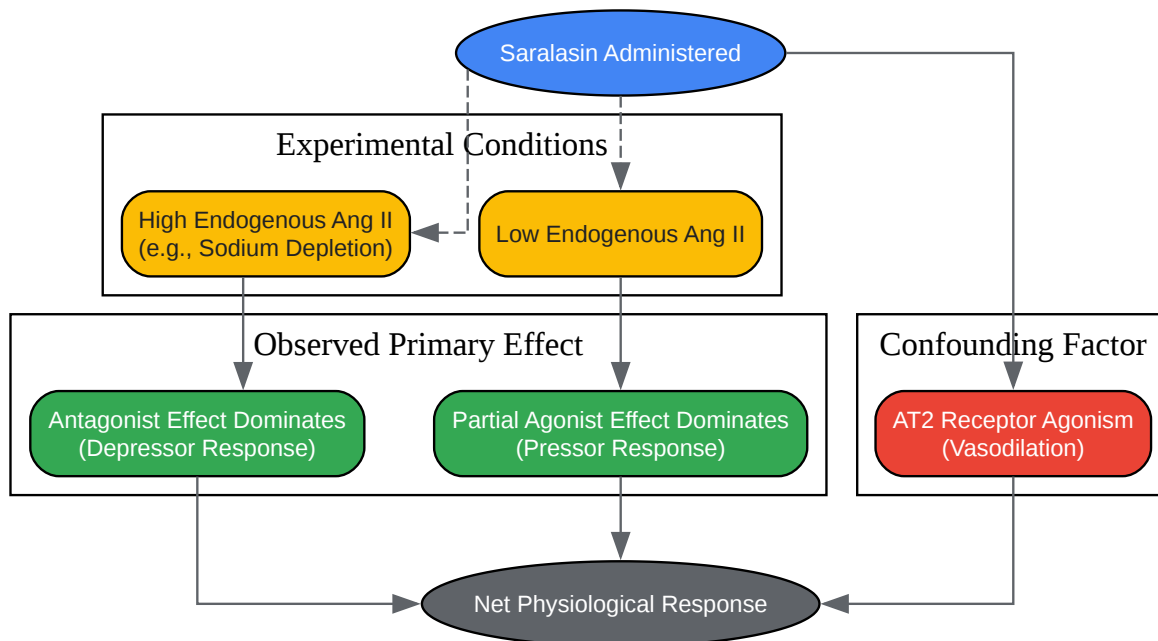 Saralasin Administered
Experimental Conditions
High Endogenous Ang II
(e.g., Sodium Depletion)
Low Endogenous Ang II
Observed Primary Effect
Confounding Factor
Antagonist Effect Dominates
(Depressor Response)
Partial Agonist Effect Dominates
(Pressor Response)
AT2 Receptor Agonism
(Vasodilation)
Net Physiological Response